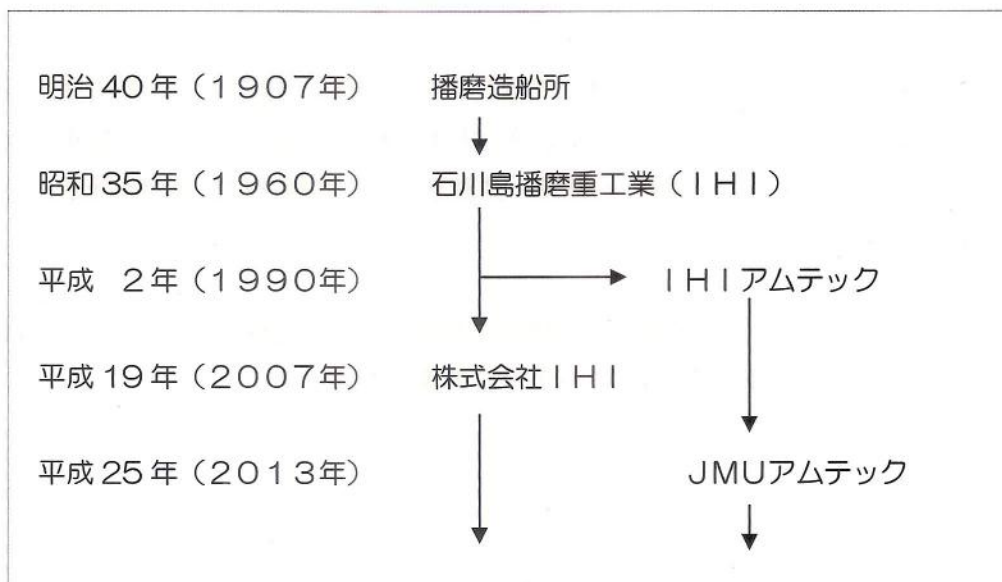 明治40年（1907年） 播磨造船所
昭和35年（1960年） 石川島播磨重工業（IHI）
平成 2年（1990年） IHIアムテック
平成19年（2007年） 株式会社IHI
平成25年（2013年） JMUアムテック